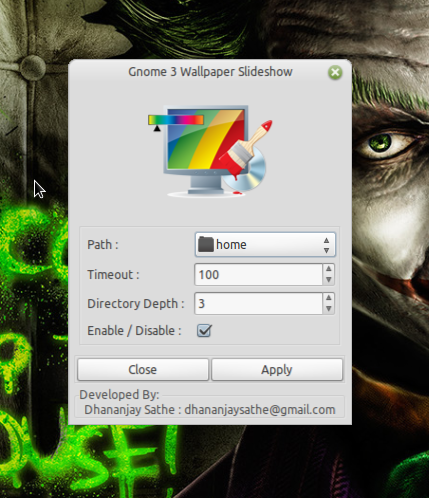 Gnome 3 Wallpaper Slideshow
Path : home
Timeout : 100
Directory Depth : 3
Enable / Disable :
Close Apply
Developed By:
Dhananjay Sathe : dhananjaysathe@gmail.com